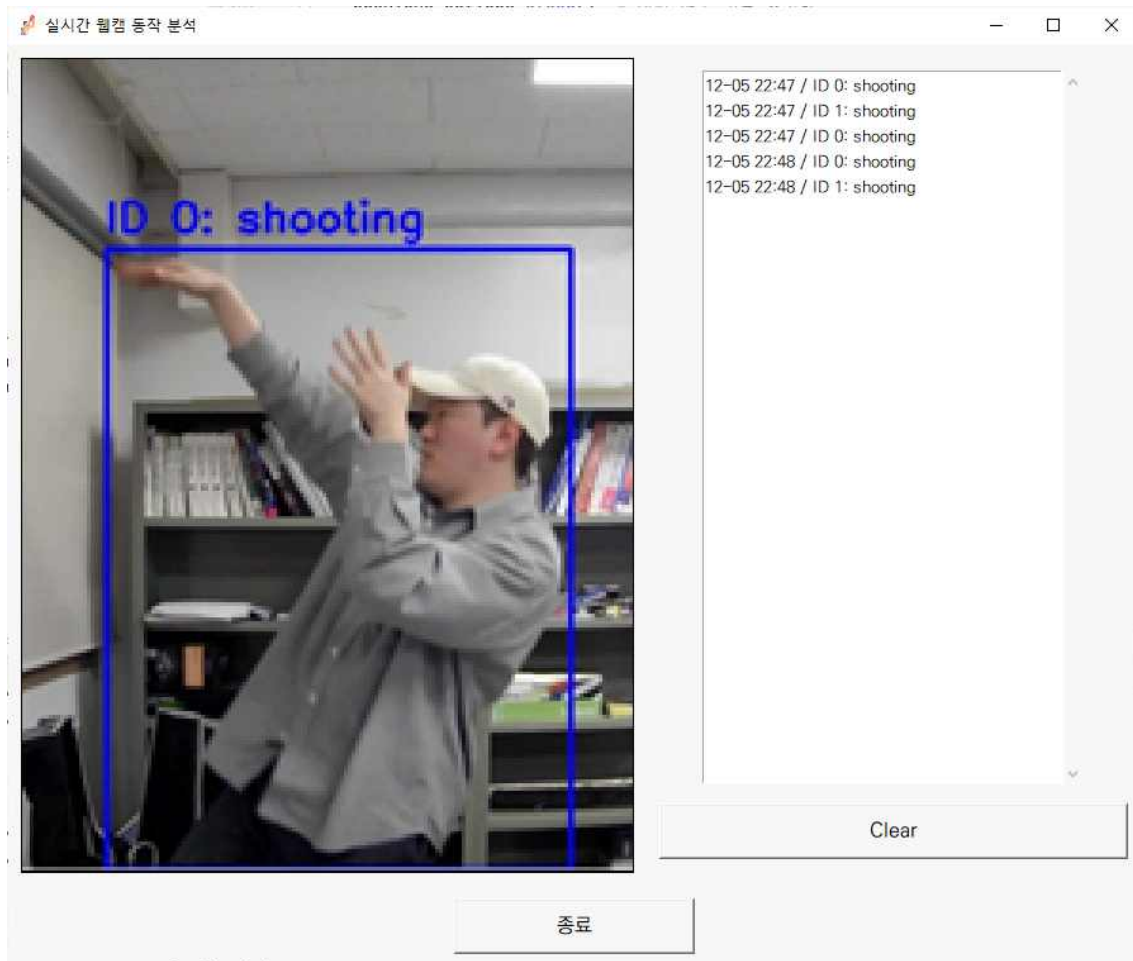 실시간 웹캠 동작 분석
ID 0: shooting
12-05 22:47 / ID 0: shooting
12-05 22:47 / ID 1: shooting
12-05 22:47 / ID 0: shooting
12-05 22:48 / ID 0: shooting
12-05 22:48 / ID 1: shooting
Clear
종료